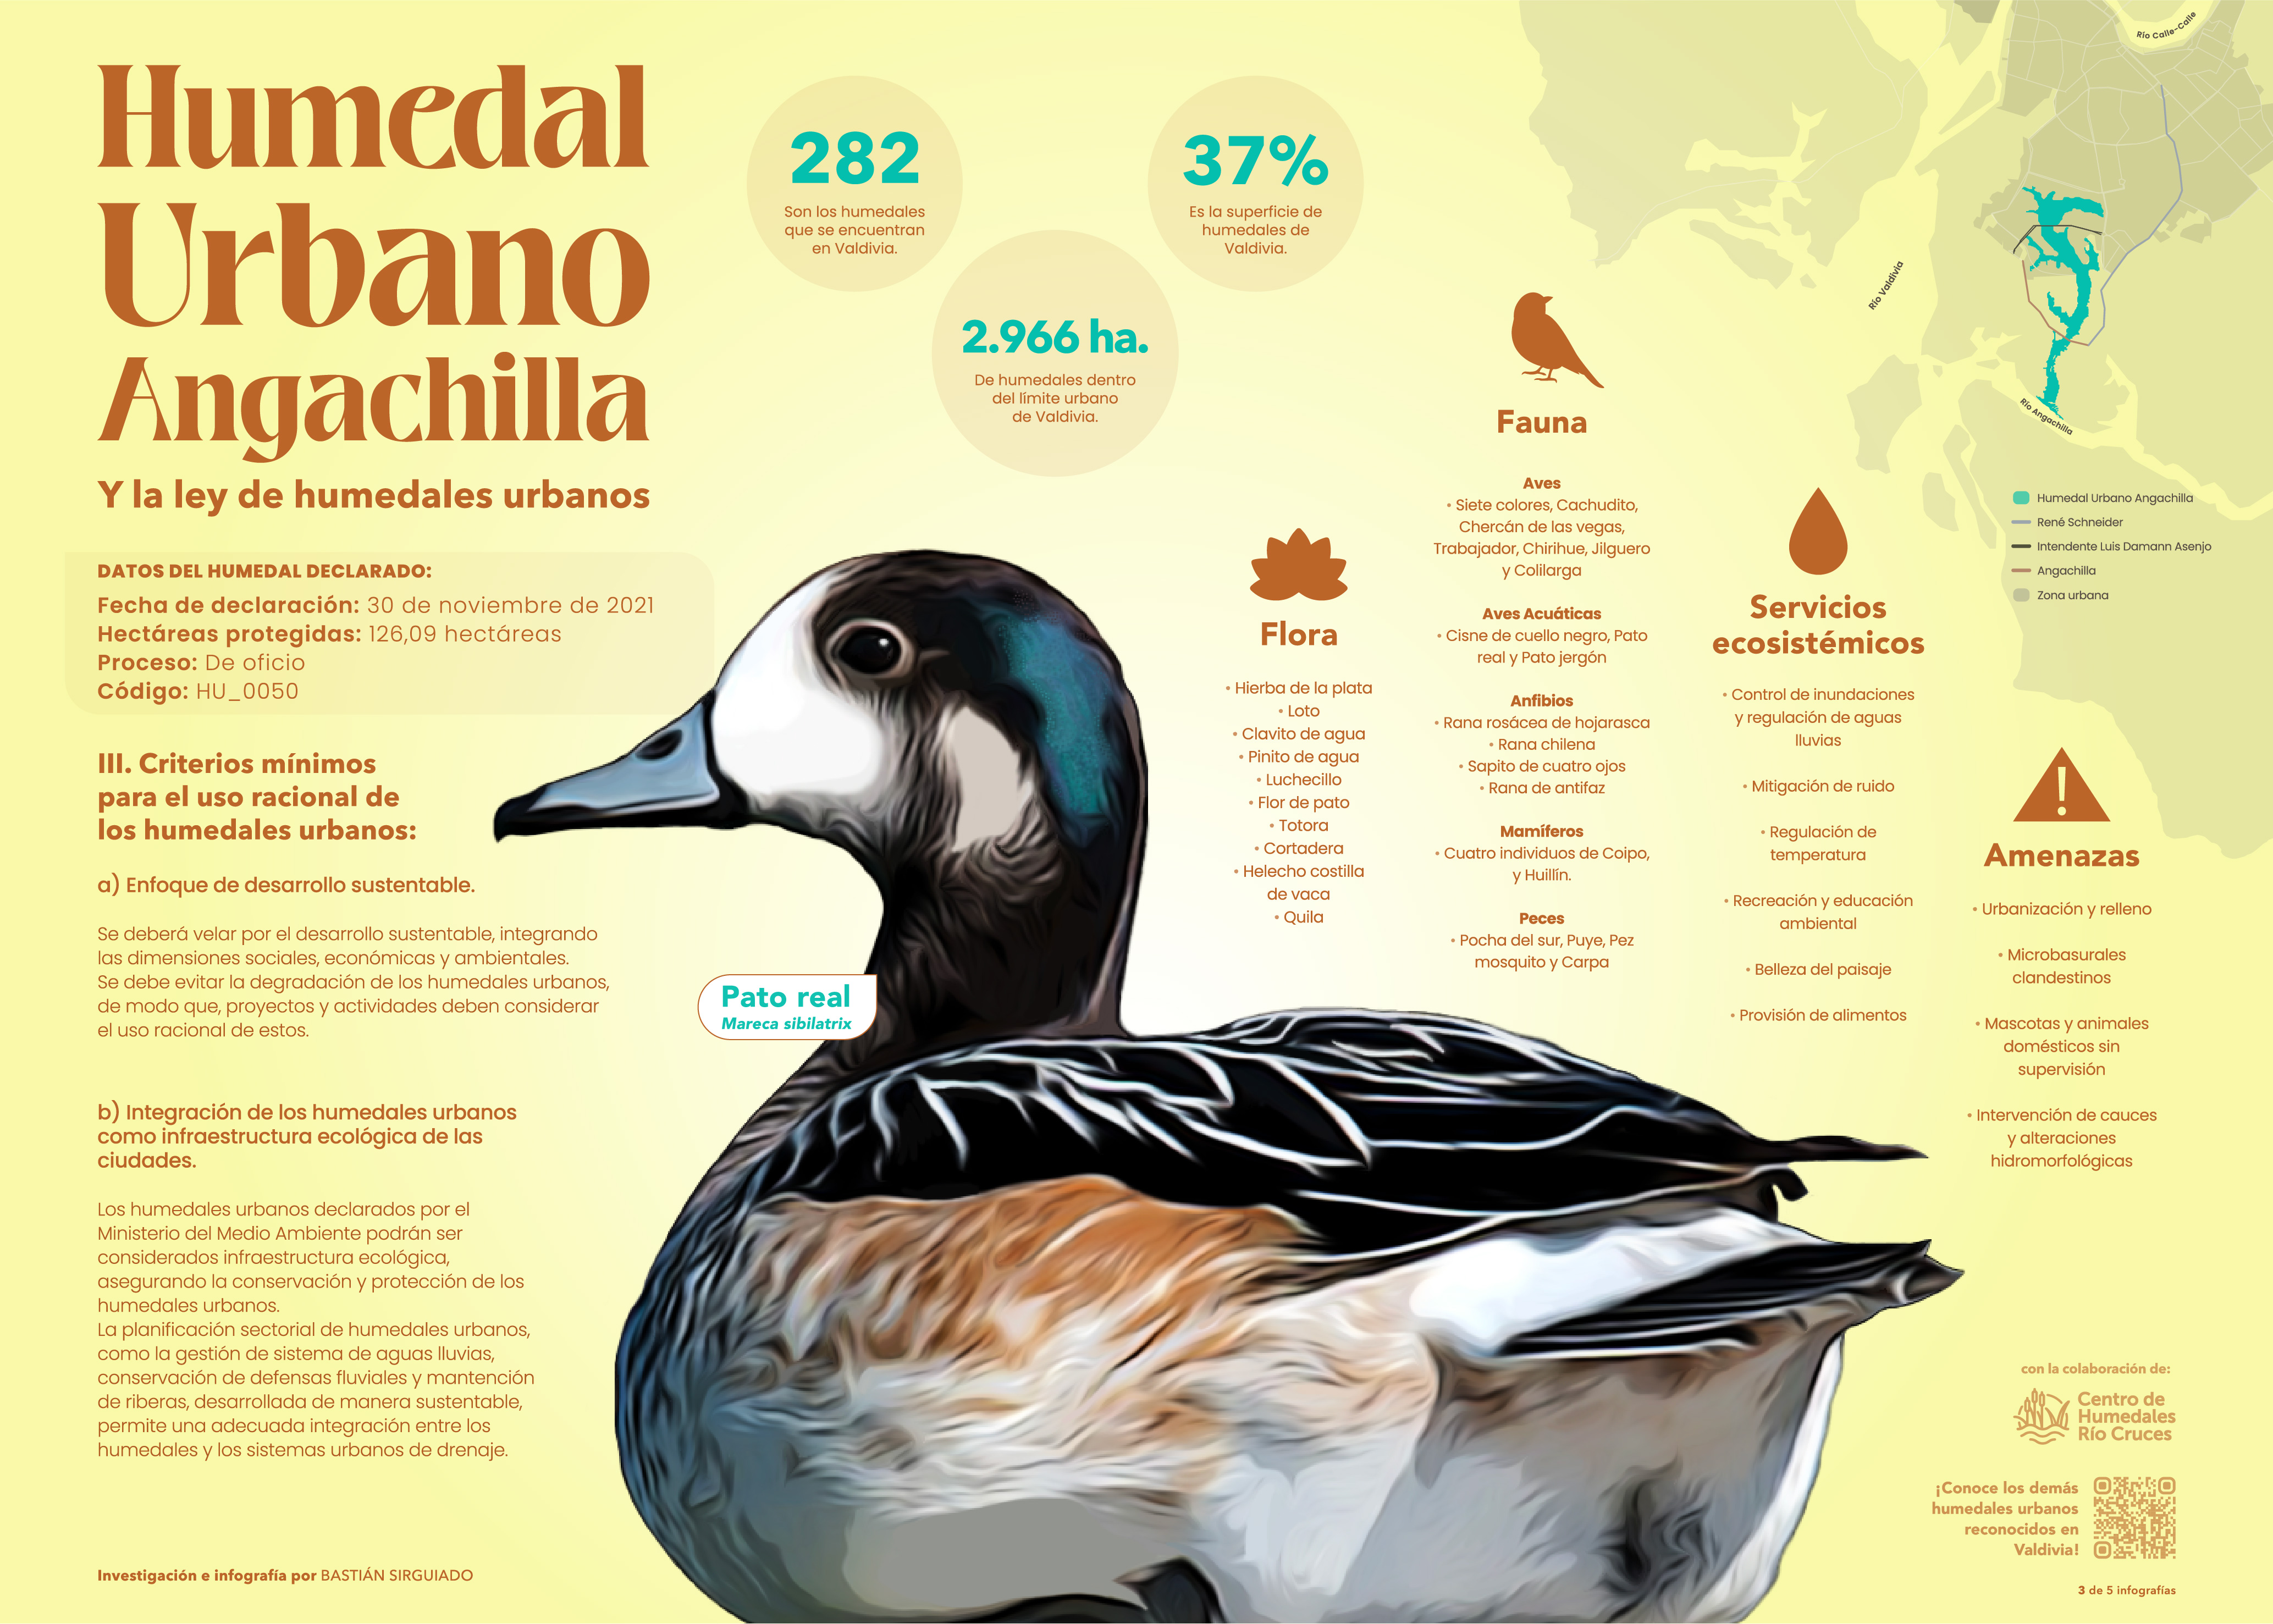 Humedal
Urbano
Angachilla
Y la ley de humedales urbanos
DATOS DEL HUMEDAL DECLARADO:
Fecha de declaración: 30 de noviembre de 2021
Hectáreas protegidas: 126,09 hectáreas
Proceso: De oficio
Código: HU_0050
III. Criterios mínimos
para el uso racional de
los humedales urbanos:
a) Enfoque de desarrollo sustentable.
Se deberá velar por el desarrollo sustentable, integrando
las dimensiones sociales, económicas y ambientales.
Se debe evitar la degradación de los humedales urbanos,
de modo que, proyectos y actividades deben considerar
el uso racional de estos.
b) Integración de los humedales urbanos
como infraestructura ecológica de las
ciudades.
Los humedales urbanos declarados por el
Ministerio del Medio Ambiente podrán ser
considerados infraestructura ecológica,
asegurando la conservación y protección de los
humedales urbanos.
La planificación sectorial de humedales urbanos,
como la gestión de sistema de aguas lluvias,
conservación de defensas fluviales y mantención
de riberas, desarrollada de manera sustentable,
permite una adecuada integración entre los
humedales y los sistemas urbanos de drenaje.
Investigación e infografía por BASTIÁN SIRGUIADO
282
Son los humedales
que se encuentran
en Valdivia.
37%
Es la superficie de
humedales de
Valdivia.
2.966 ha.
De humedales dentro
del límite urbano
de Valdivia.
Pato real
Mareca sibilatrix
Flora
• Hierba de la plata
• Loto
• Clavito de agua
• Pinito de agua
• Luchecillo
• Flor de pato
• Totora
• Cortadera
• Helecho costilla
de vaca
• Quila
Fauna
Aves
• Siete colores, Cachudito,
Chercán de las vegas,
Trabajador, Chirihue, Jilguero
y Colilarga
Aves Acuáticas
• Cisne de cuello negro, Pato
real y Pato jergón
Anfibios
• Rana rosácea de hojarasca
• Rana chilena
• Sapito de cuatro ojos
• Rana de antifaz
Mamíferos
• Cuatro individuos de Coipo,
y Huillín.
Peces
• Pocha del sur, Puye, Pez
mosquito y Carpa
Servicios
ecosistémicos
• Control de inundaciones
y regulación de aguas
lluvias
• Mitigación de ruido
• Regulación de
temperatura
• Recreación y educación
ambiental
• Belleza del paisaje
• Provisión de alimentos
Amenazas
• Urbanización y relleno
• Microbasurales
clandestinos
• Mascotas y animales
domésticos sin
supervisión
• Intervención de cauces
y alteraciones
hidromorfológicas
Río Calle-Calle
Río Valdivia
Río Angachilla
Humedal Urbano Angachilla
René Schneider
Intendente Luis Damann Asenjo
Angachilla
Zona urbana
con la colaboración de:
Centro de
Humedales
Río Cruces
¡Conoce los demás
humedales urbanos
reconocidos en
Valdivia!
3 de 5 infografías